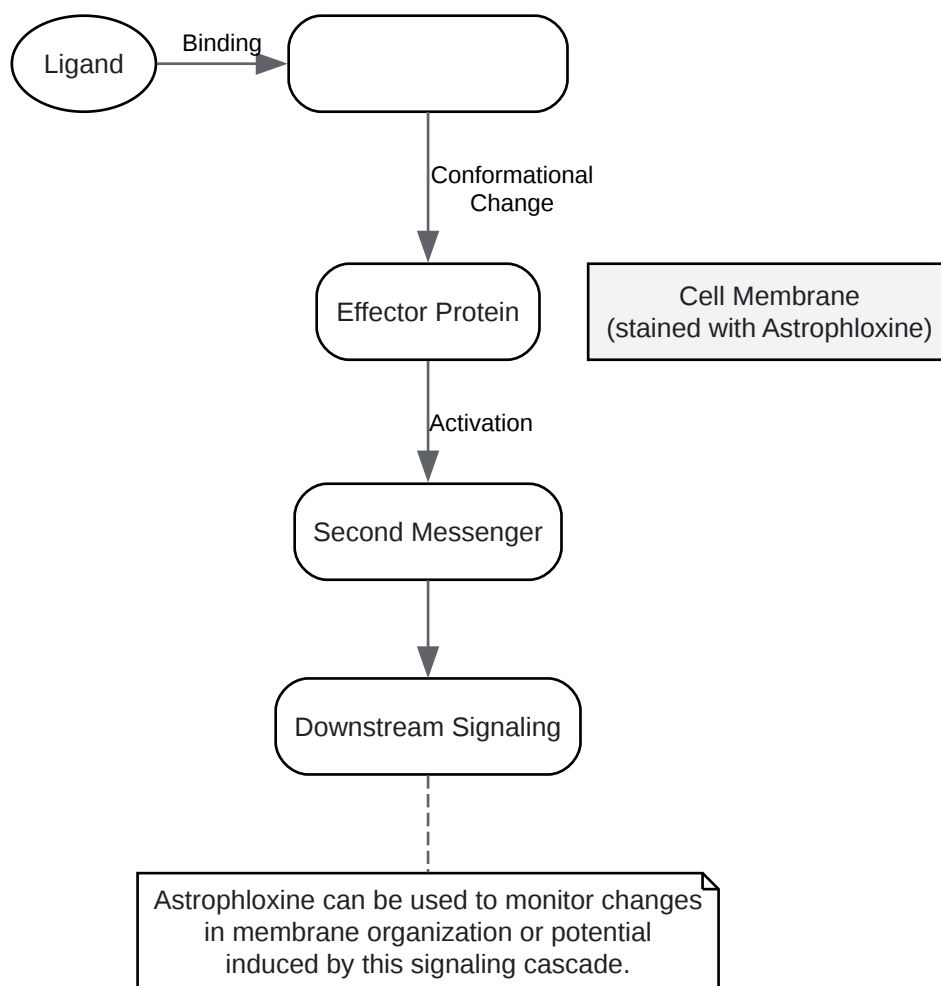 Ligand
Binding
Conformational
Change
Effector Protein
Cell Membrane
(stained with Astrophloxine)
Activation
Second Messenger
Downstream Signaling
Astrophloxine can be used to monitor changes
in membrane organization or potential
induced by this signaling cascade.